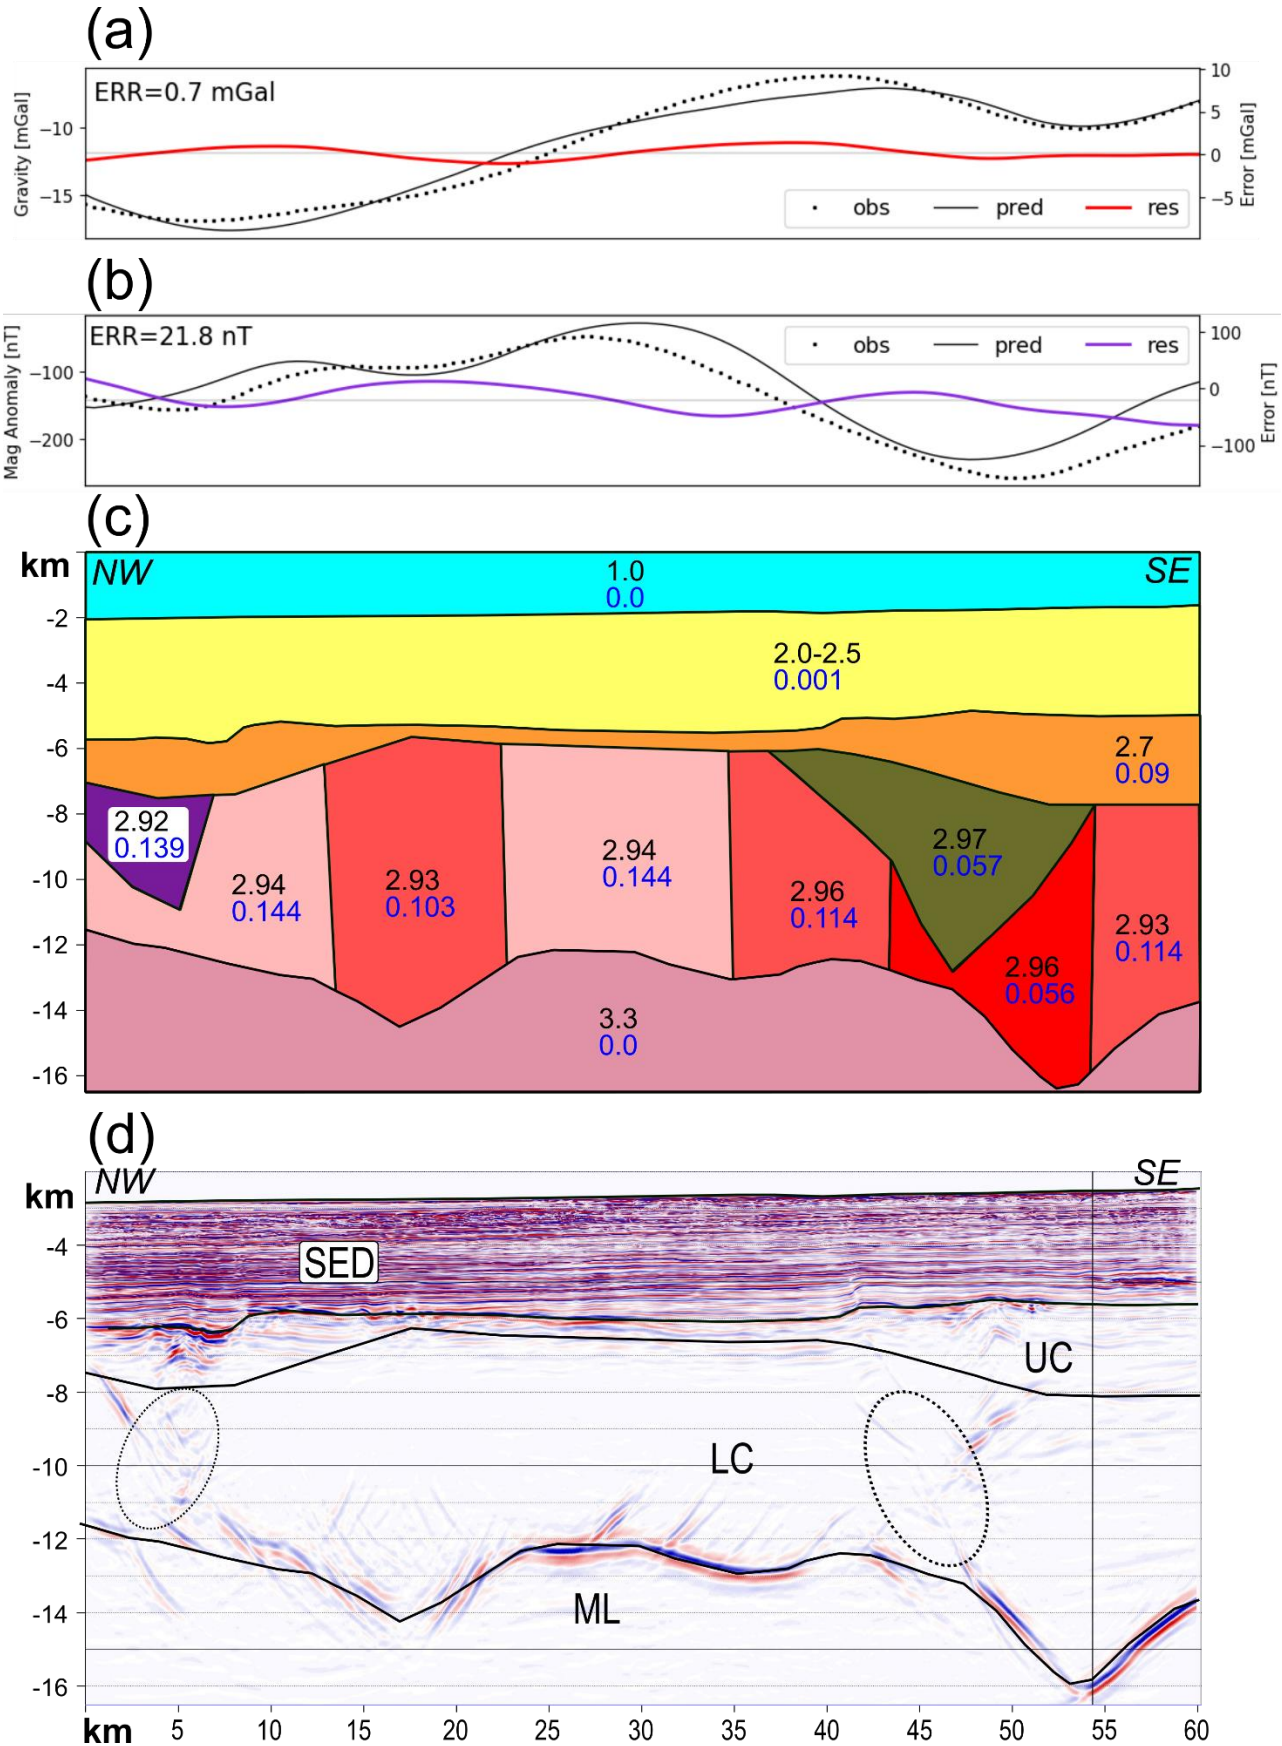 (a)
ERR=0.7 mGal
Gravity [mGal]
−10
−15
10
5
0
−5
Error [mGal]
obs pred res
(b)
ERR=21.8 nT
Mag Anomaly [nT]
−100
−200
100
0
−100
Error [nT]
obs pred res
(c)
km
NW
SE
-2
-4
-6
-8
-10
-12
-14
-16
1.0
0.0
2.0-2.5
0.001
2.7
0.09
2.92
0.139
2.94
0.144
2.93
0.103
2.94
0.144
2.96
0.114
2.97
0.057
2.96
0.056
2.93
0.114
3.3
0.0
(d)
km
NW
SE
-4
-6
-8
-10
-12
-14
-16
SED
UC
LC
ML
km 5 10 15 20 25 30 35 40 45 50 55 60